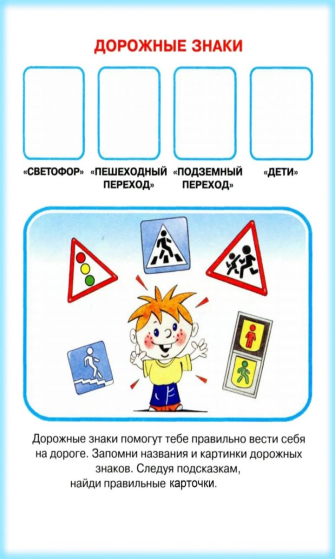 ДОРОЖНЫЕ ЗНАКИ
«СВЕТОФОР» «ПЕШЕХОДНЫЙ ПЕРЕХОД» «ПОДЗЕМНЫЙ ПЕРЕХОД» «ДЕТИ»
Дорожные знаки помогут тебе правильно вести себя
на дороге. Запомни названия и картинки дорожных
знаков. Следуя подсказкам,
найди правильные карточки.